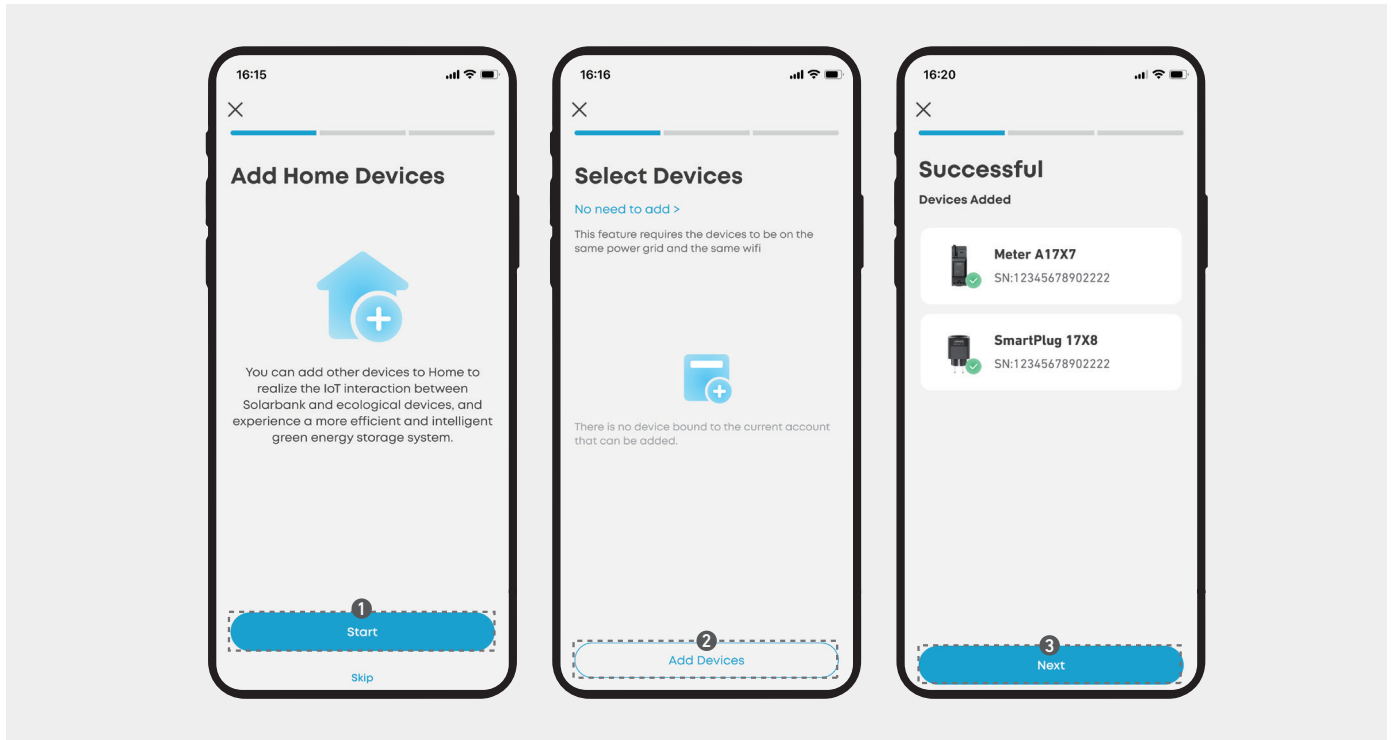 16:15
Add Home Devices
You can add other devices to Home to
realize the IoT interaction between
Solarbank and ecological devices, and
experience a more efficient and intelligent
green energy storage system.
1
Start
Skip
16:16
Select Devices
No need to add >
This feature requires the devices to be on the
same power grid and the same wifi
There is no device bound to the current account
that can be added.
2
Add Devices
16:20
Successful
Devices Added
Meter A17X7
SN:12345678902222
SmartPlug 17X8
SN:12345678902222
3
Next